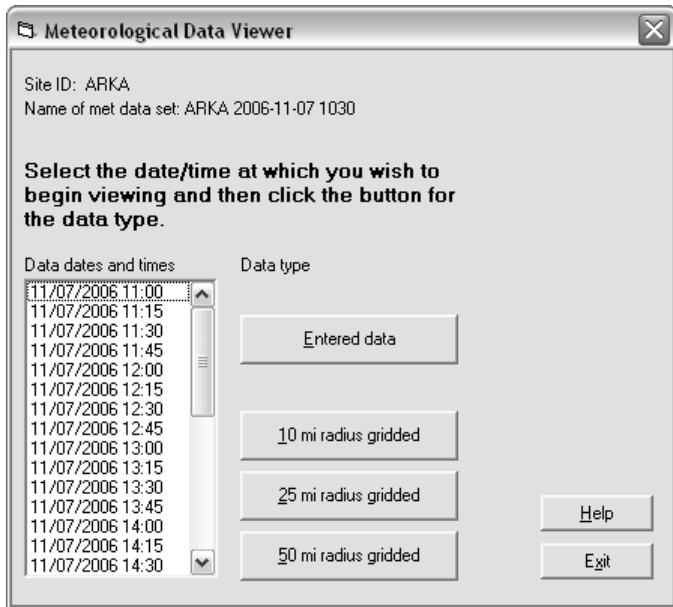 Meteorological Data Viewer
Site ID: ARKA
Name of met data set: ARKA 2006-11-07 1030
Select the date/time at which you wish to
begin viewing and then click the button for
the data type.
Data dates and times
11/07/2006 11:00
11/07/2006 11:15
11/07/2006 11:30
11/07/2006 11:45
11/07/2006 12:00
11/07/2006 12:15
11/07/2006 12:30
11/07/2006 12:45
11/07/2006 13:00
11/07/2006 13:15
11/07/2006 13:30
11/07/2006 13:45
11/07/2006 14:00
11/07/2006 14:15
11/07/2006 14:30
Data type
Entered data
10 mi radius gridded
25 mi radius gridded
50 mi radius gridded
Help
Exit